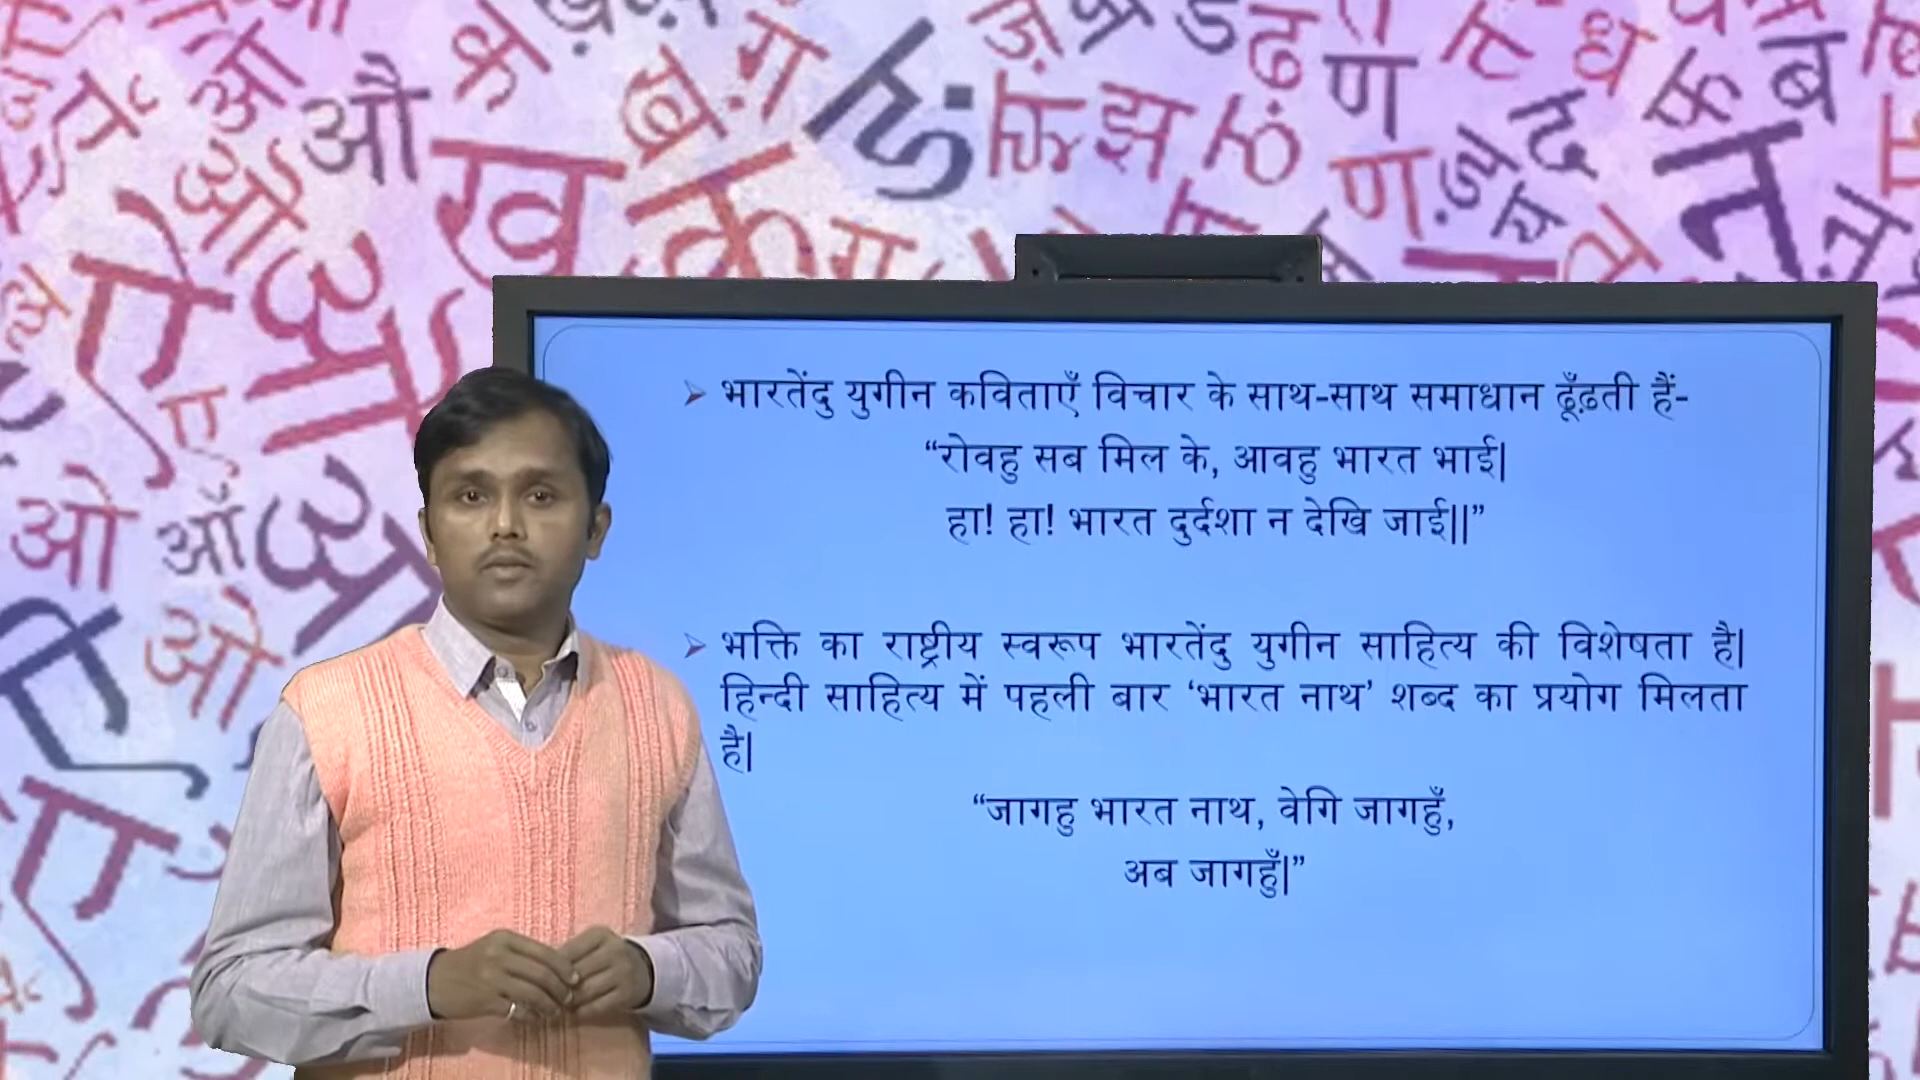 ➢ भारतेंदु युगीन कविताएँ विचार के साथ-साथ समाधान ढूँढ़ती हैं-
“रोवहु सब मिल के, आवहु भारत भाई|
हा! हा! भारत दुर्दशा न देखि जाई||”
➢ भक्ति का राष्ट्रीय स्वरूप भारतेंदु युगीन साहित्य की विशेषता है|
हिन्दी साहित्य में पहली बार ‘भारत नाथ’ शब्द का प्रयोग मिलता
है|
“जागहु भारत नाथ, वेगि जागहुँ,
अब जागहुँ|”